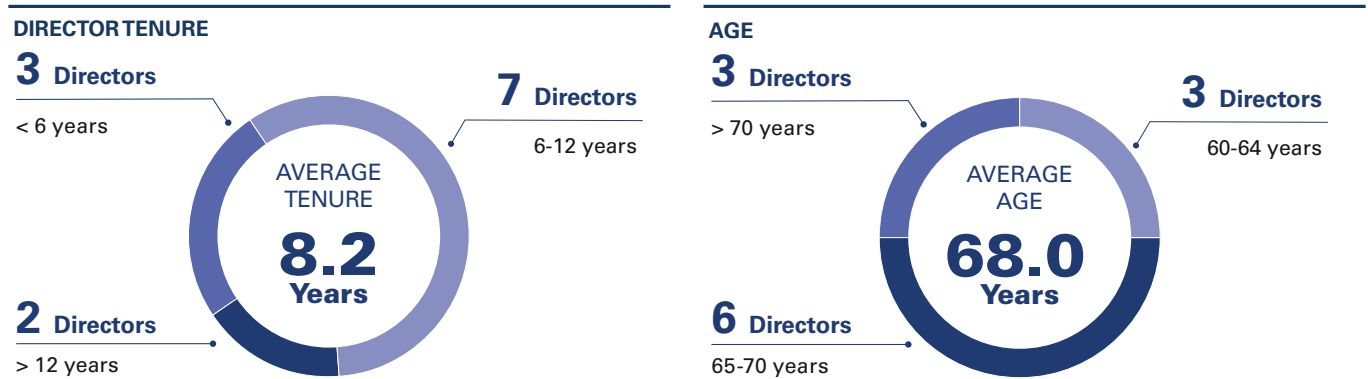 DIRECTOR TENURE
3 Directors
< 6 years
7 Directors
6-12 years
AVERAGE
TENURE
8.2
Years
2 Directors
> 12 years
AGE
3 Directors
> 70 years
3 Directors
60-64 years
AVERAGE
AGE
68.0
Years
6 Directors
65-70 years